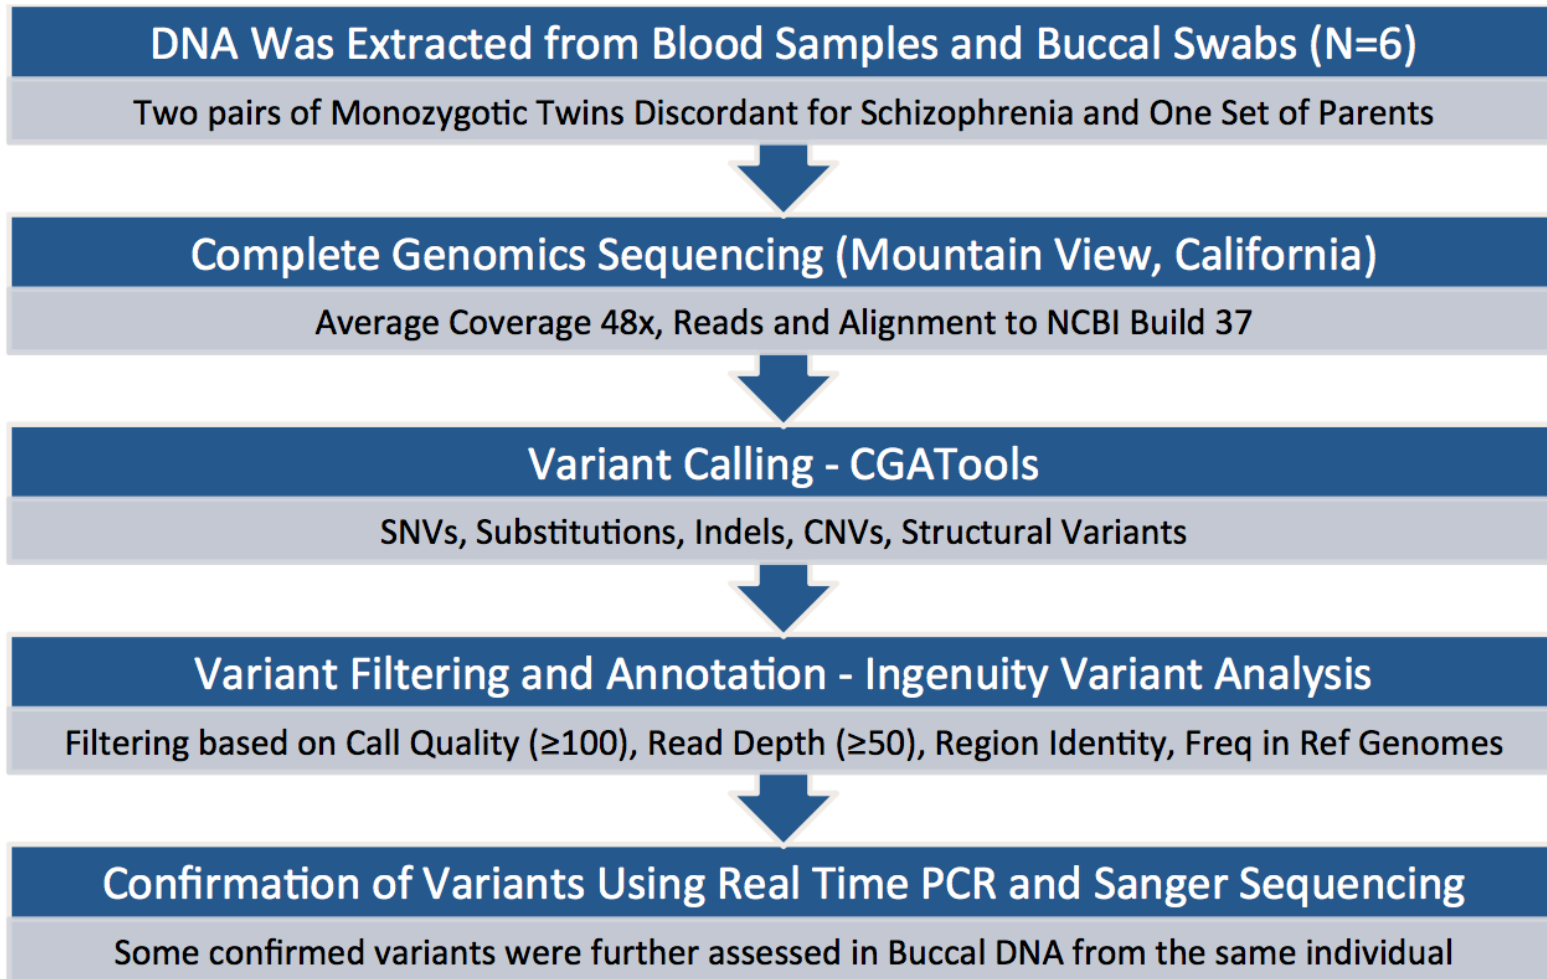 DNA Was Extracted from Blood Samples and Buccal Swabs (N=6)
Two pairs of Monozygotic Twins Discordant for Schizophrenia and One Set of Parents
Complete Genomics Sequencing (Mountain View, California)
Average Coverage 48x, Reads and Alignment to NCBI Build 37
Variant Calling - CGATools
SNVs, Substitutions, Indels, CNVs, Structural Variants
Variant Filtering and Annotation - Ingenuity Variant Analysis
Filtering based on Call Quality (≥100), Read Depth (≥50), Region Identity, Freq in Ref Genomes
Confirmation of Variants Using Real Time PCR and Sanger Sequencing
Some confirmed variants were further assessed in Buccal DNA from the same individual